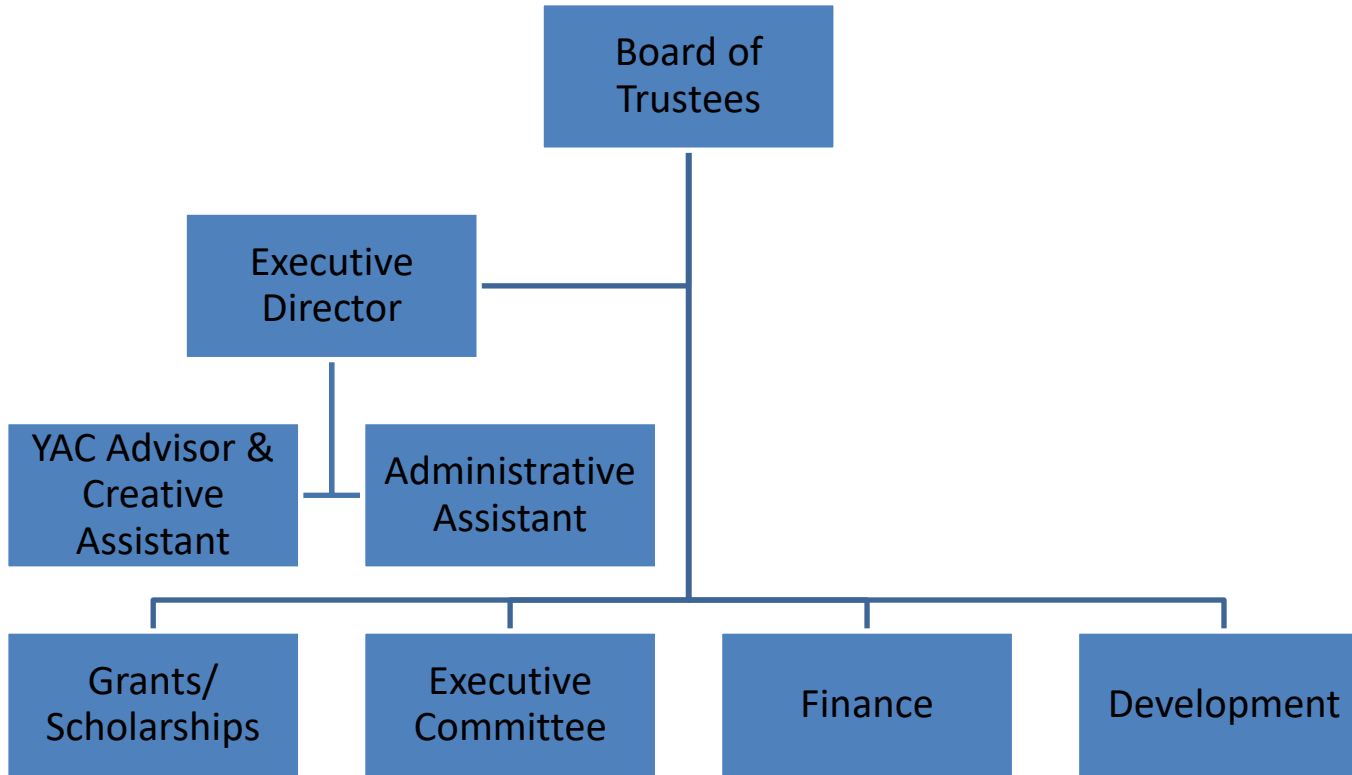 Board of
Trustees
Executive
Director
YAC Advisor &
Creative
Assistant
Administrative
Assistant
Grants/
Scholarships
Executive
Committee
Finance
Development